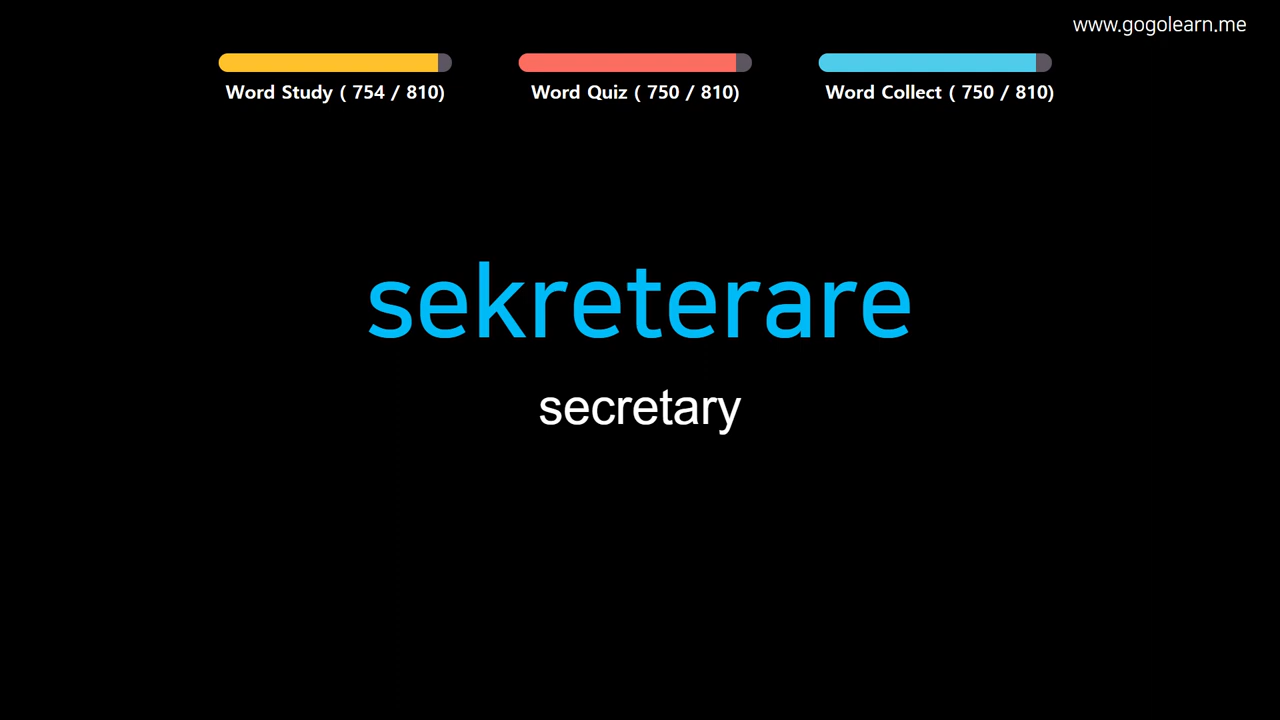 www.gogolearn.me
Word Study ( 754 / 810)
Word Quiz ( 750 / 810)
Word Collect ( 750 / 810)
sekreterare
secretary